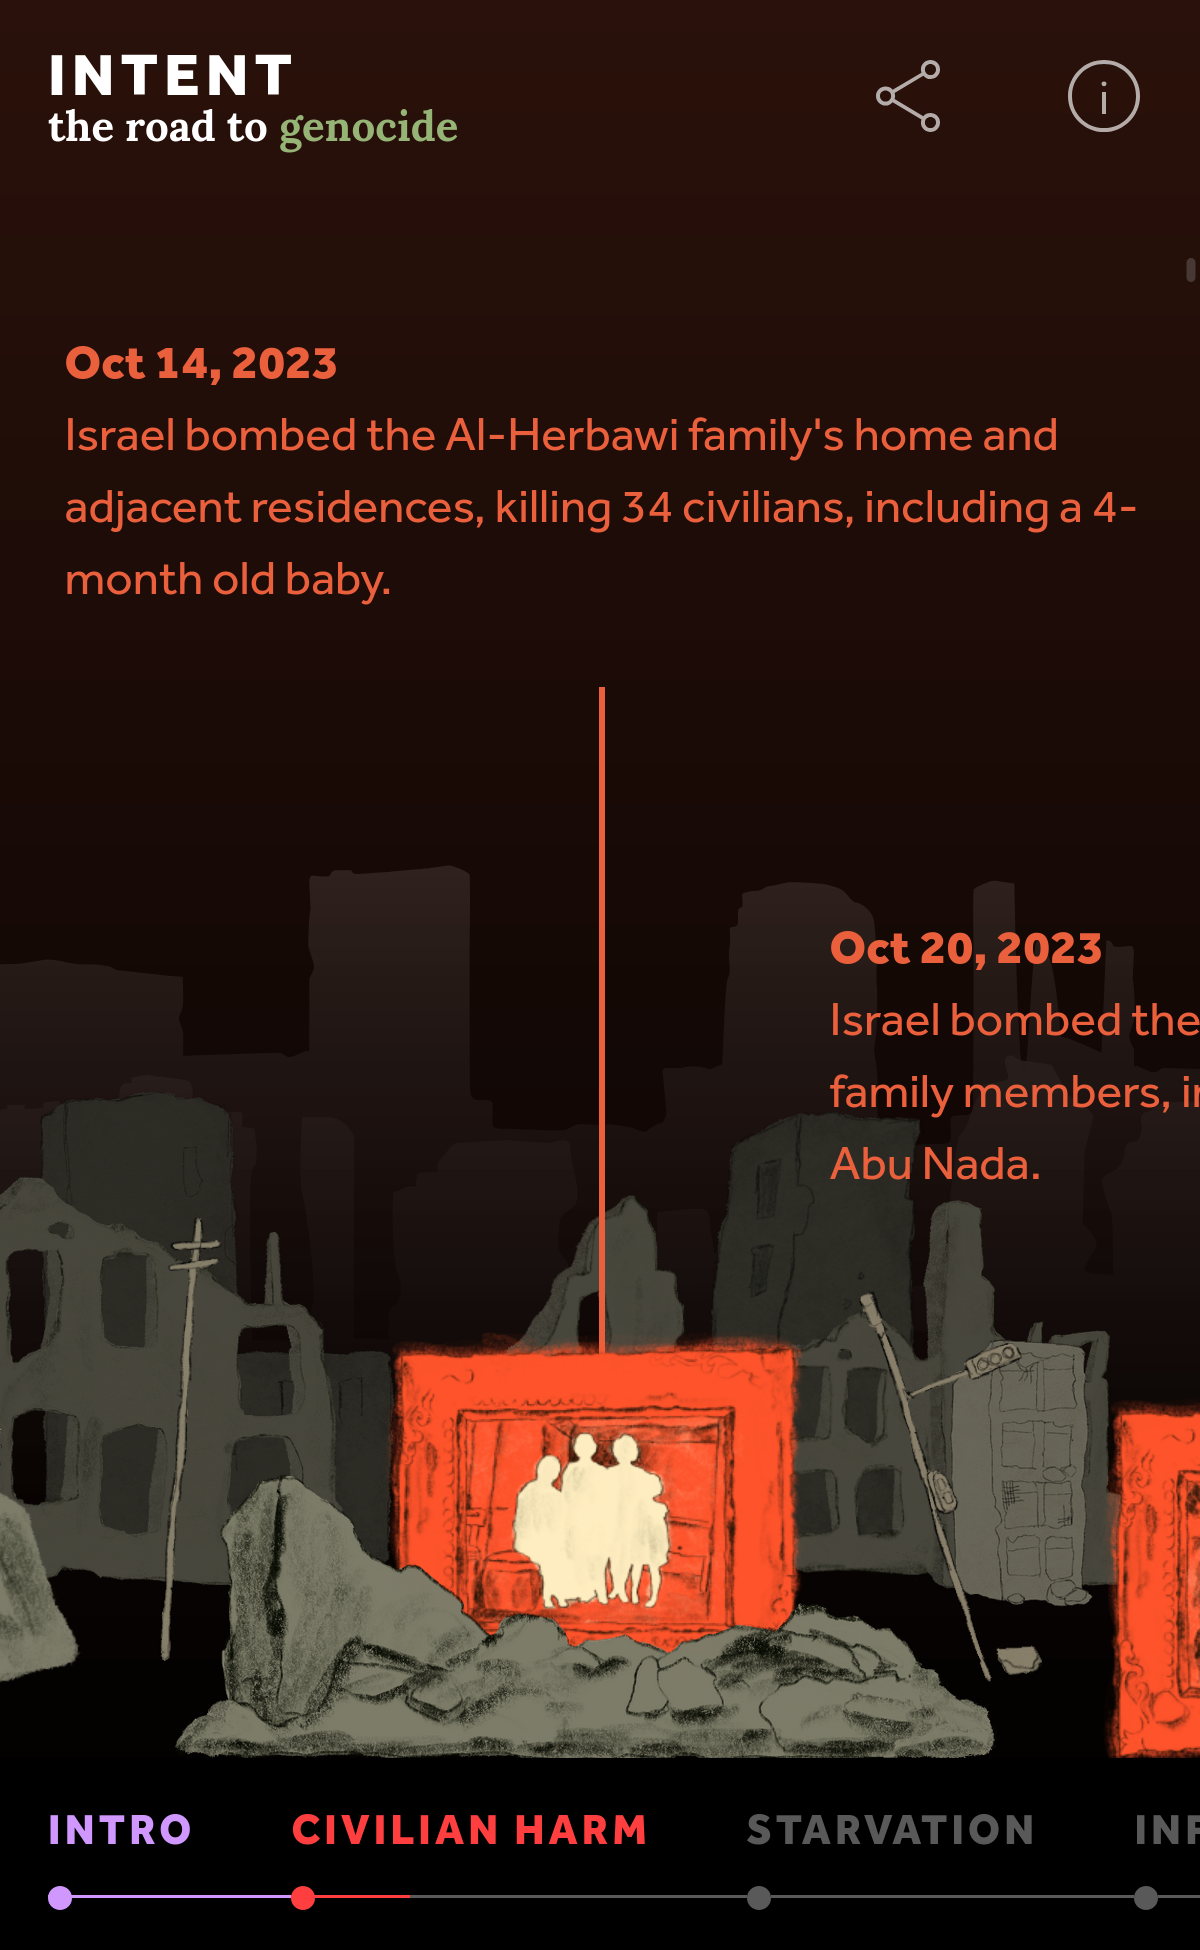 INTENT
the road to genocide
Oct 14, 2023
Israel bombed the Al-Herbawi family's home and
adjacent residences, killing 34 civilians, including a 4-
month old baby.
Oct 20, 2023
Israel bombed the
family members,
Abu Nada.
INTRO
CIVILIAN HARM
STARVATION